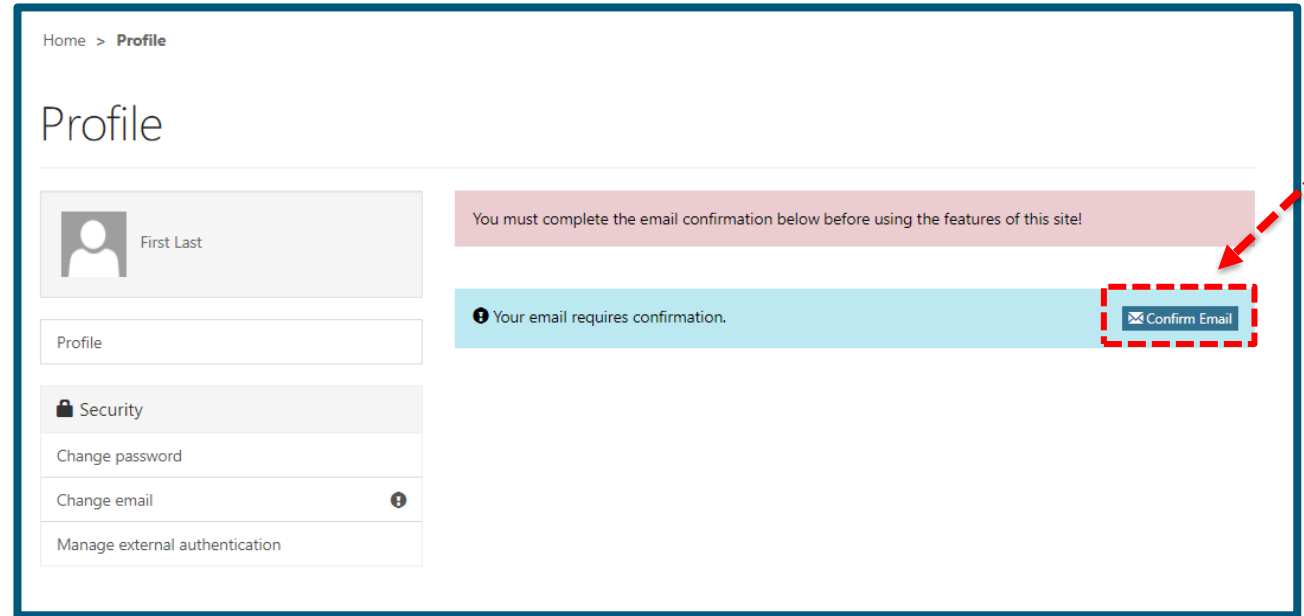 Home > Profile
Profile
First Last
Profile
Security
Change password
Change email
Manage external authentication
You must complete the email confirmation below before using the features of this site!
Your email requires confirmation.
Confirm Email